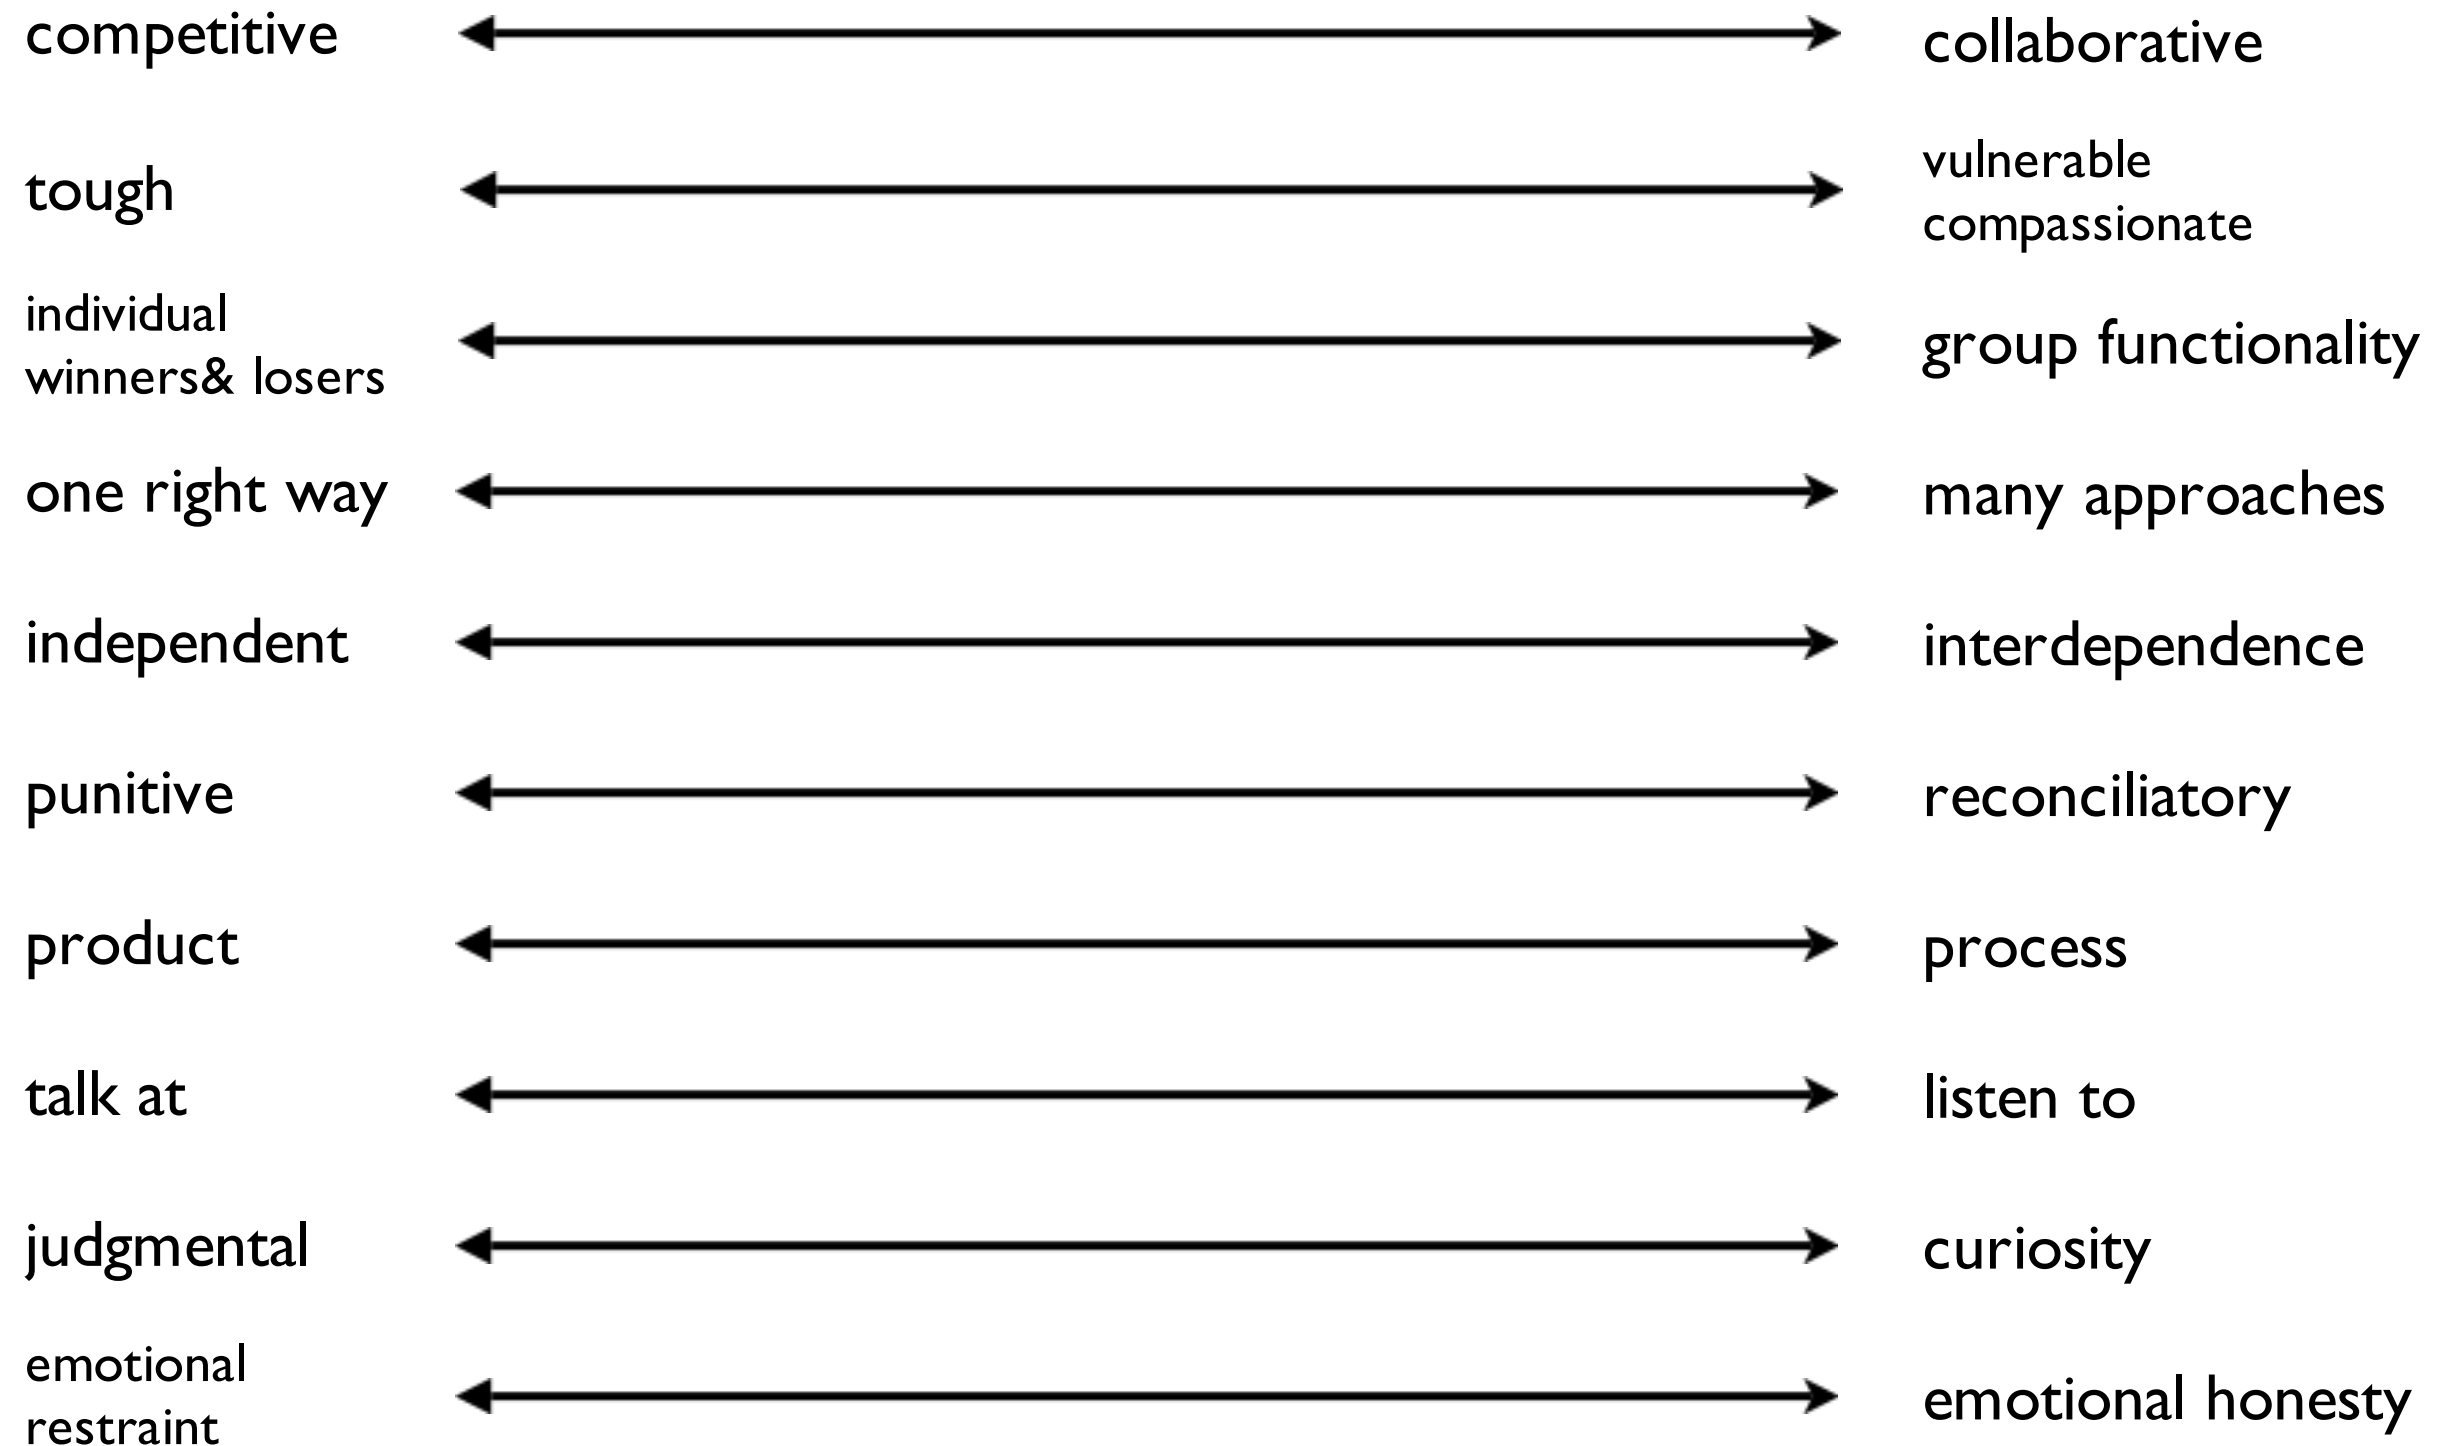 competitive
collaborative
tough
vulnerable
compassionate
individual
winners& losers
group functionality
one right way
many approaches
independent
interdependence
punitive
reconciliatory
product
process
talk at
listen to
judgmental
curiosity
emotional
restraint
emotional honesty